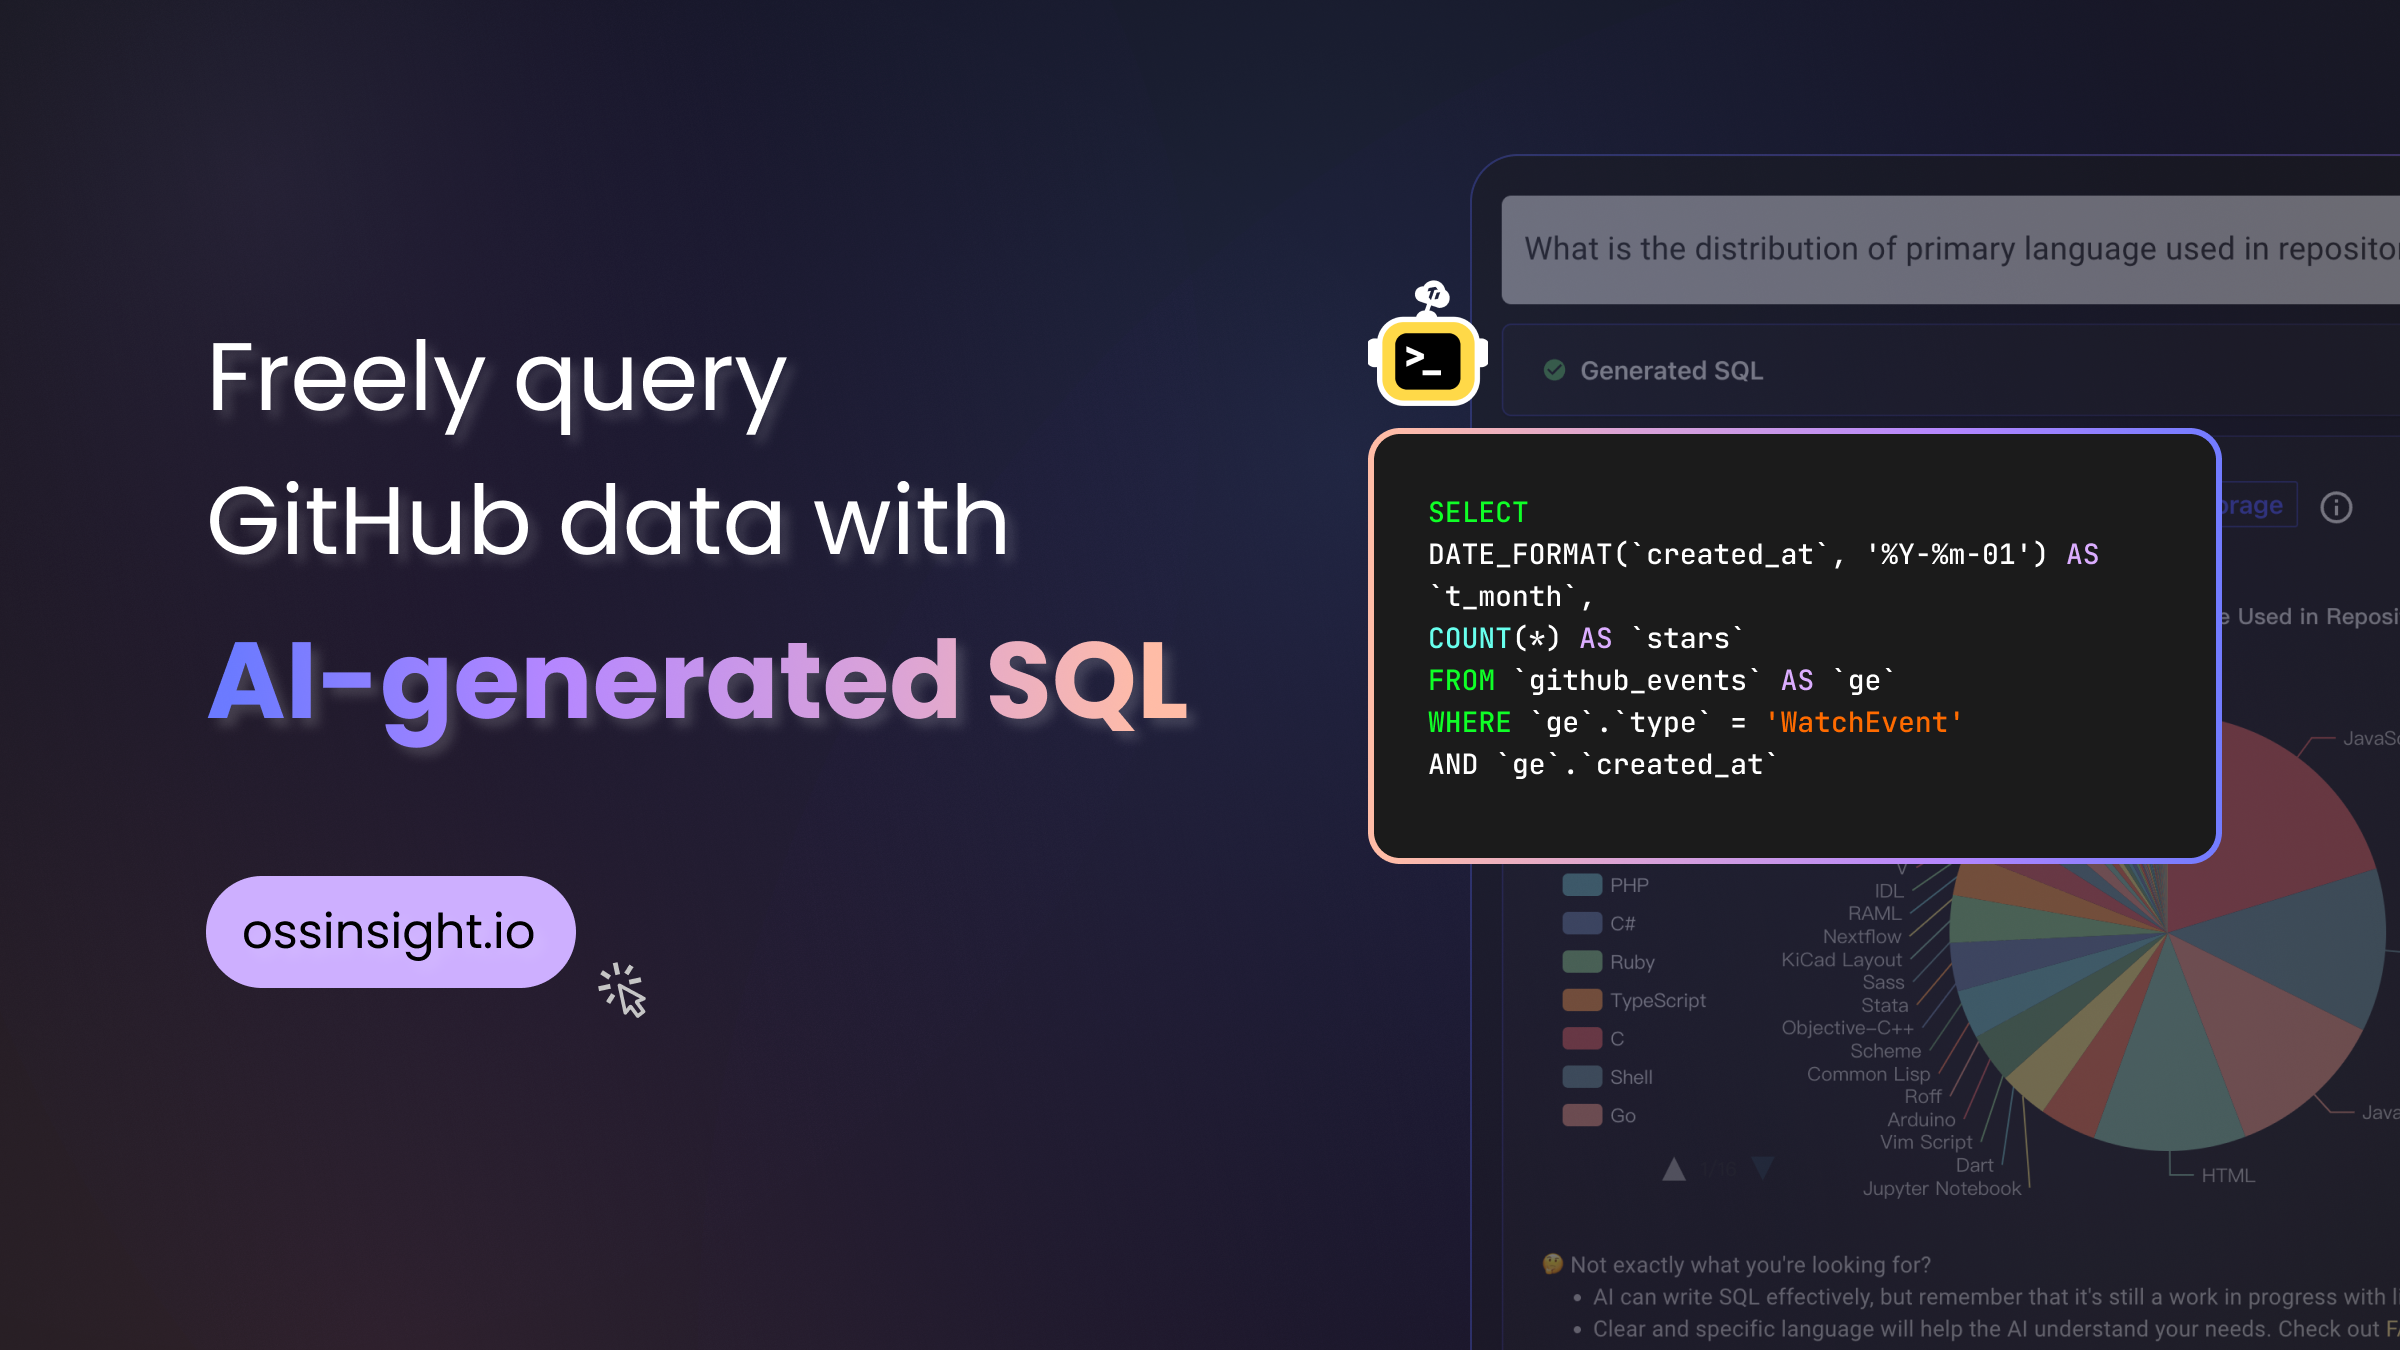 Freely query
GitHub data with
AI-generated SQL
ossinsight.io
What is the distribution of primary language used in
Generated SQL
>_
SELECT
DATE_FORMAT(`created_at`, '%Y-%m-01') AS
`t_month`,
COUNT(*) AS `stars`
FROM `github_events` AS `ge`
WHERE `ge`.`type` = 'WatchEvent'
AND `ge`.`created_at`
Used in
PHP
C#
Ruby
TypeScript
C
Shell
Go
V
IDL
RAML
Nextflow
KiCad Layout
Sass
Stata
Objective-C++
Scheme
Common Lisp
Roff
Arduino
Vim Script
Dart
Jupyter Notebook
HTML
Java
🤔 Not exactly what you're looking for?
• AI can write SQL effectively, but remember that it's still a work in progress with
• Clear and specific language will help the AI understand your needs. Check out